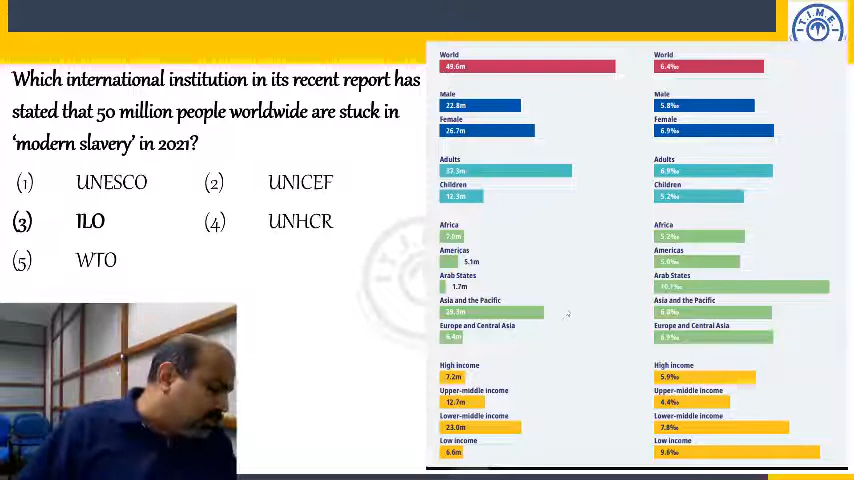 T.I.M.E.
Which international institution in its recent report has
stated that 50 million people worldwide are stuck in
‘modern slavery’ in 2021?
(1) UNESCO (2) UNICEF
(3) ILO (4) UNHCR
(5) WTO
World
49.6m
Male
22.8m
Female
26.7m
Adults
37.3m
Children
12.3m
Africa
7.0m
Americas
5.1m
Arab States
1.7m
Asia and the Pacific
29.3m
Europe and Central Asia
6.4m
High income
7.2m
Upper-middle income
12.7m
Lower-middle income
23.0m
Low income
6.6m
World
6.4‰
Male
5.8‰
Female
6.9‰
Adults
6.9‰
Children
5.2‰
Africa
5.2‰
Americas
5.0‰
Arab States
10.1‰
Asia and the Pacific
6.8‰
Europe and Central Asia
6.9‰
High income
5.9‰
Upper-middle income
4.4‰
Lower-middle income
7.8‰
Low income
9.8‰